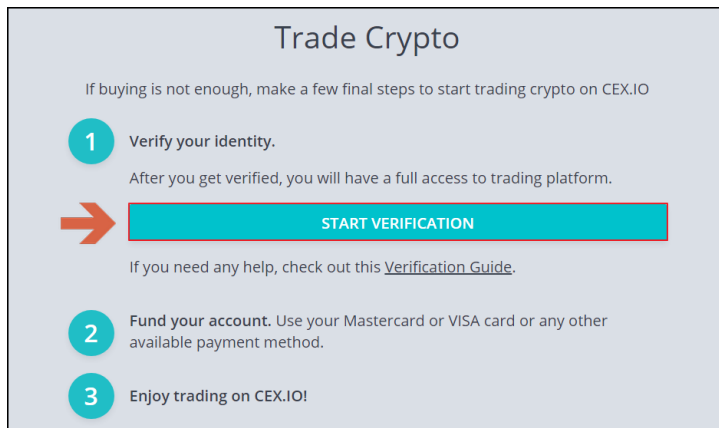 Trade Crypto
If buying is not enough, make a few final steps to start trading crypto on CEX.IO
1
Verify your identity.
After you get verified, you will have a full access to trading platform.
START VERIFICATION
If you need any help, check out this Verification Guide.
2
Fund your account. Use your Mastercard or VISA card or any other
available payment method.
3
Enjoy trading on CEX.IO!